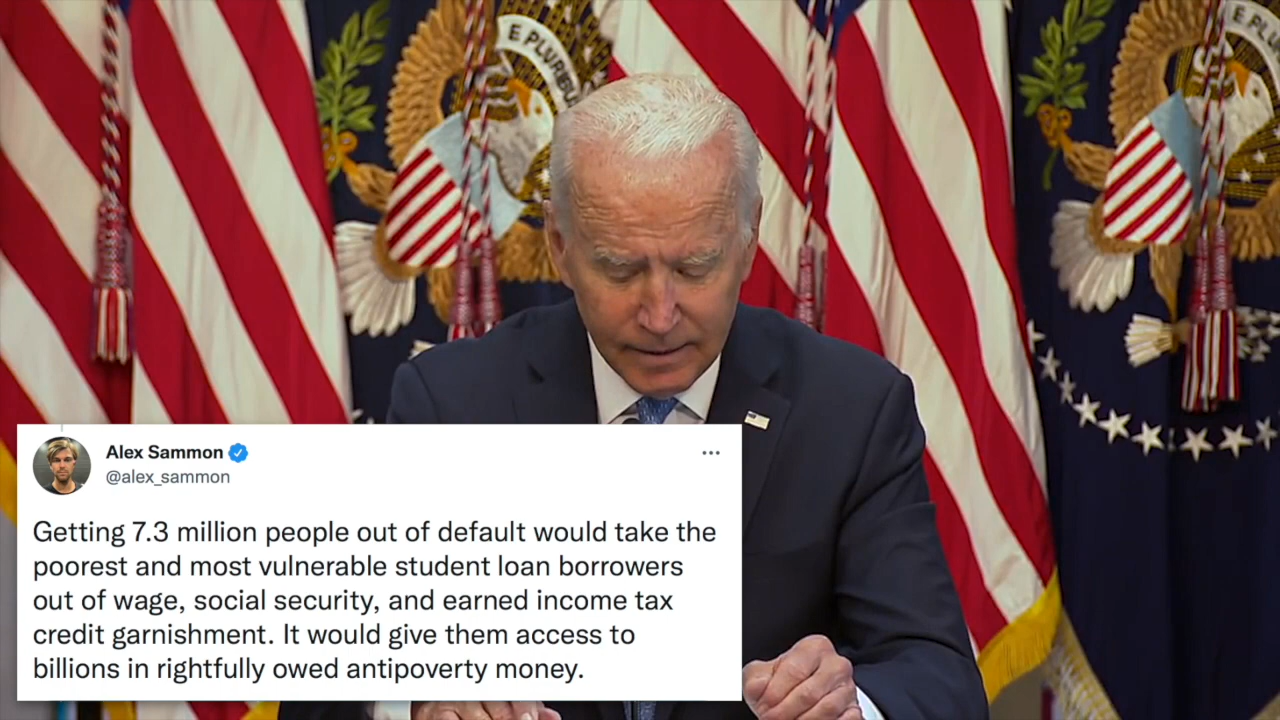 E PLURIBUS
E PLU
Alex Sammon
@alex_sammon
Getting 7.3 million people out of default would take the
poorest and most vulnerable student loan borrowers
out of wage, social security, and earned income tax
credit garnishment. It would give them access to
billions in rightfully owed antipoverty money.